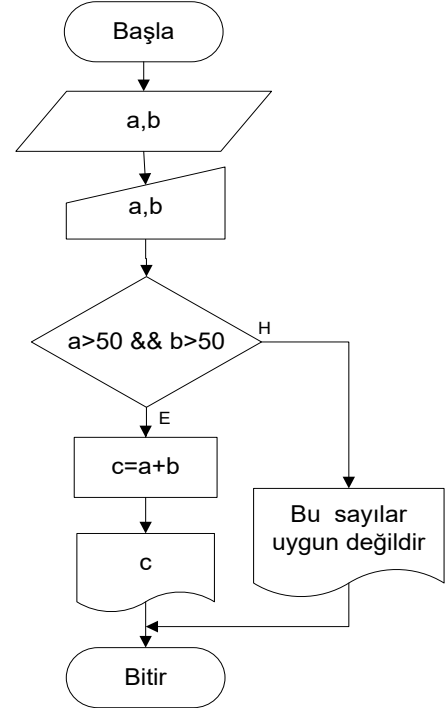 Başla
a,b
a,b
a>50 && b>50
H
E
c=a+b
Bu sayılar
uygun değildir
c
Bitir